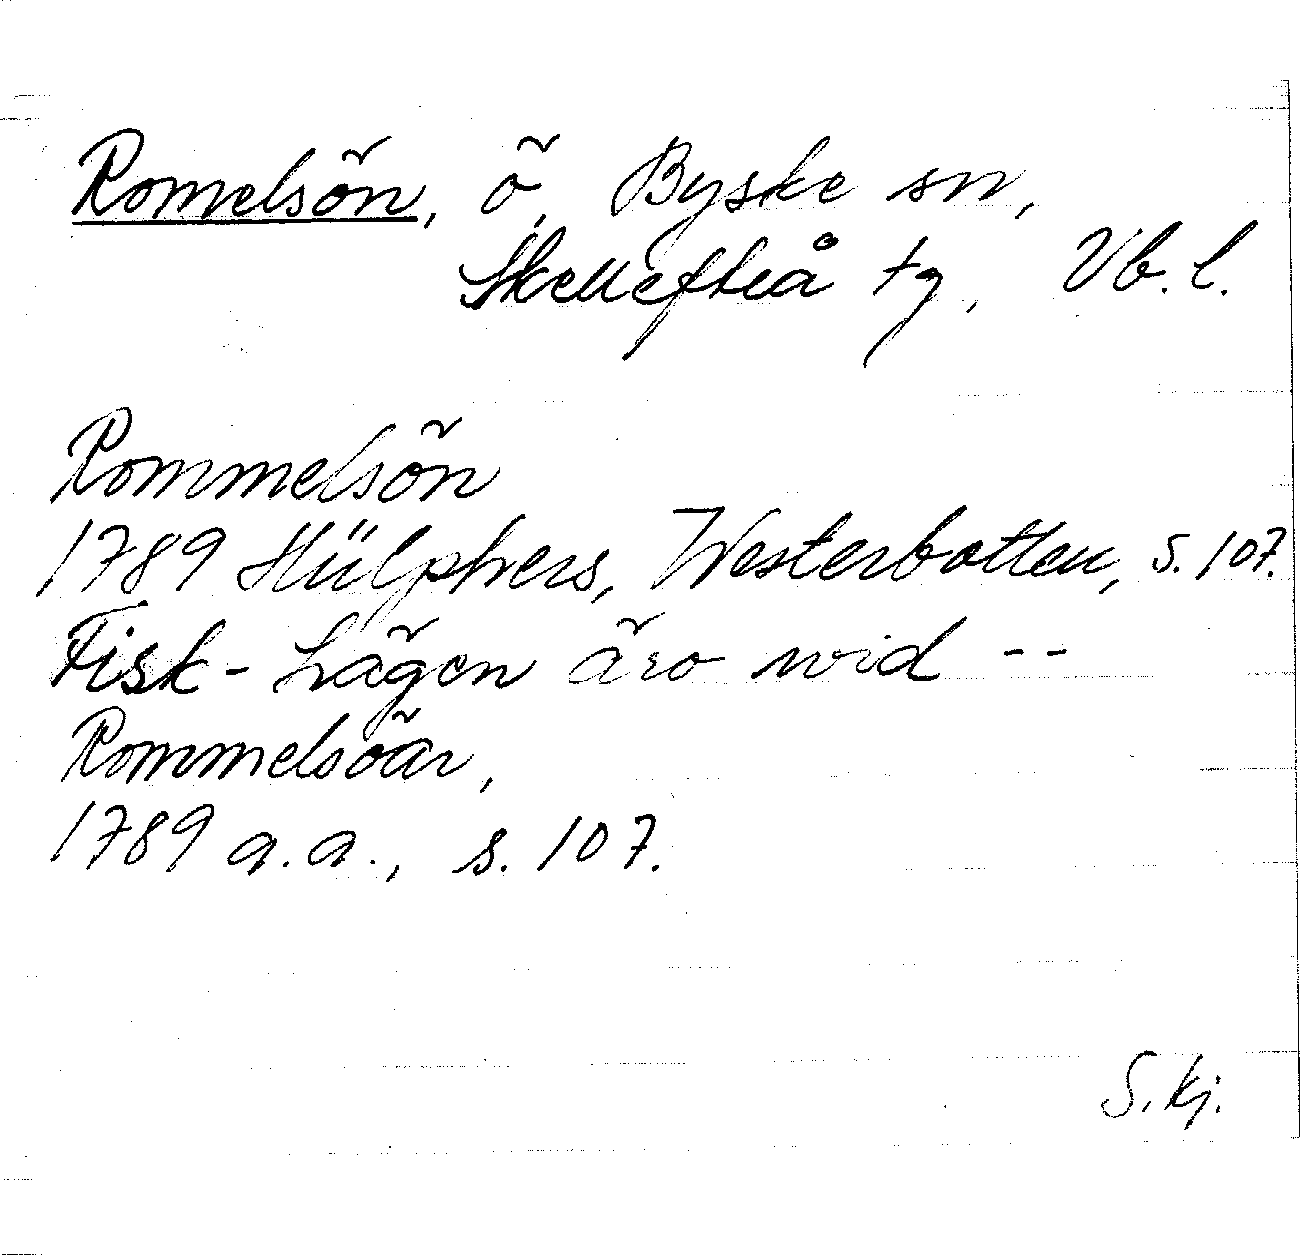 Romelsön, ö, Byske sn,
Skellefteå tg, Vb. l.
Rommelsön
1789 Hülphers, Westerbotten, s. 107.
Fisk-Lägen äro wid --
Rommelsöar,
1789 a.a., s. 107.
S. Kj.